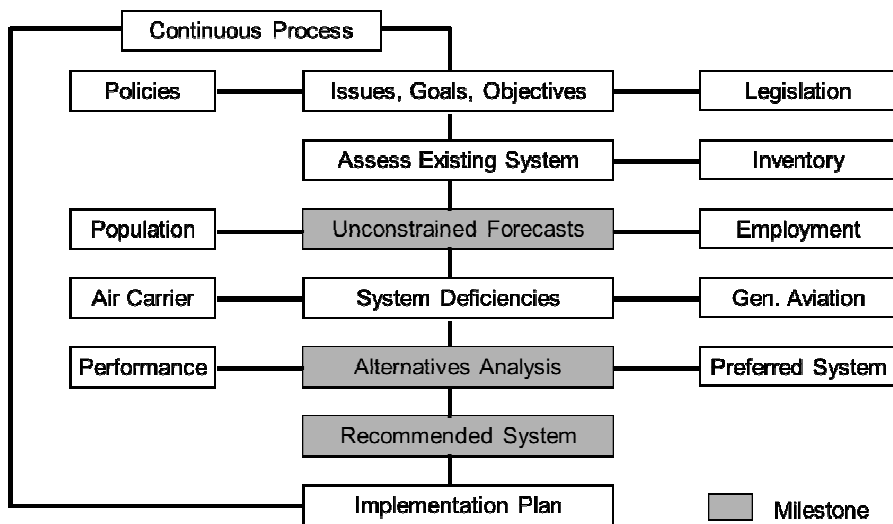 Continuous Process
Policies
Issues, Goals, Objectives
Legislation
Assess Existing System
Inventory
Population
Unconstrained Forecasts
Employment
Air Carrier
System Deficiencies
Gen. Aviation
Performance
Alternatives Analysis
Preferred System
Recommended System
Implementation Plan
Milestone